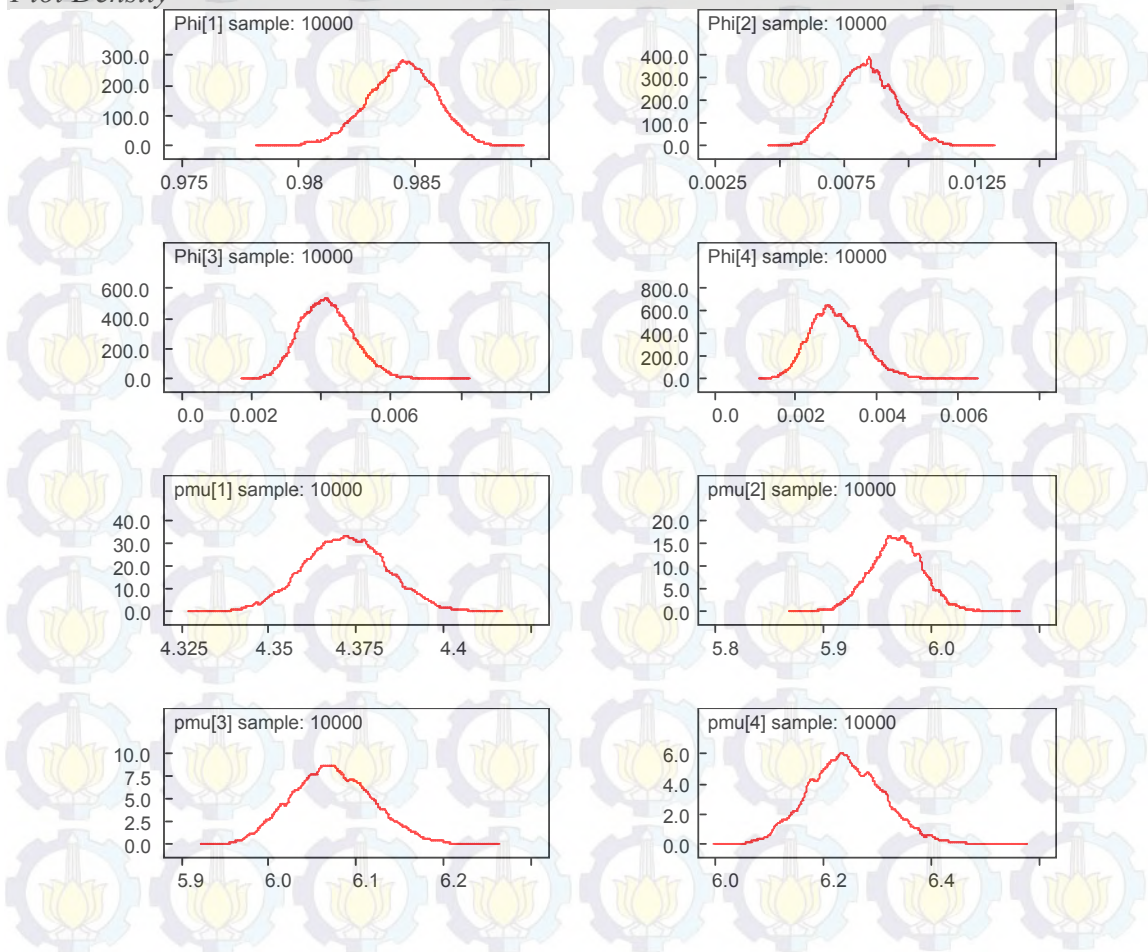 Plot Density
Phi[1] sample: 10000
300.0
200.0
100.0
0.0
0.975 0.98 0.985
Phi[2] sample: 10000
400.0
300.0
200.0
100.0
0.0
0.0025 0.0075 0.0125
Phi[3] sample: 10000
600.0
400.0
200.0
0.0
0.0 0.002 0.006
Phi[4] sample: 10000
800.0
600.0
400.0
200.0
0.0
0.0 0.002 0.004 0.006
pmu[1] sample: 10000
40.0
30.0
20.0
10.0
0.0
4.325 4.35 4.375 4.4
pmu[2] sample: 10000
20.0
15.0
10.0
5.0
0.0
5.8 5.9 6.0
pmu[3] sample: 10000
10.0
7.5
5.0
2.5
0.0
5.9 6.0 6.1 6.2
pmu[4] sample: 10000
6.0
4.0
2.0
0.0
6.0 6.2 6.4